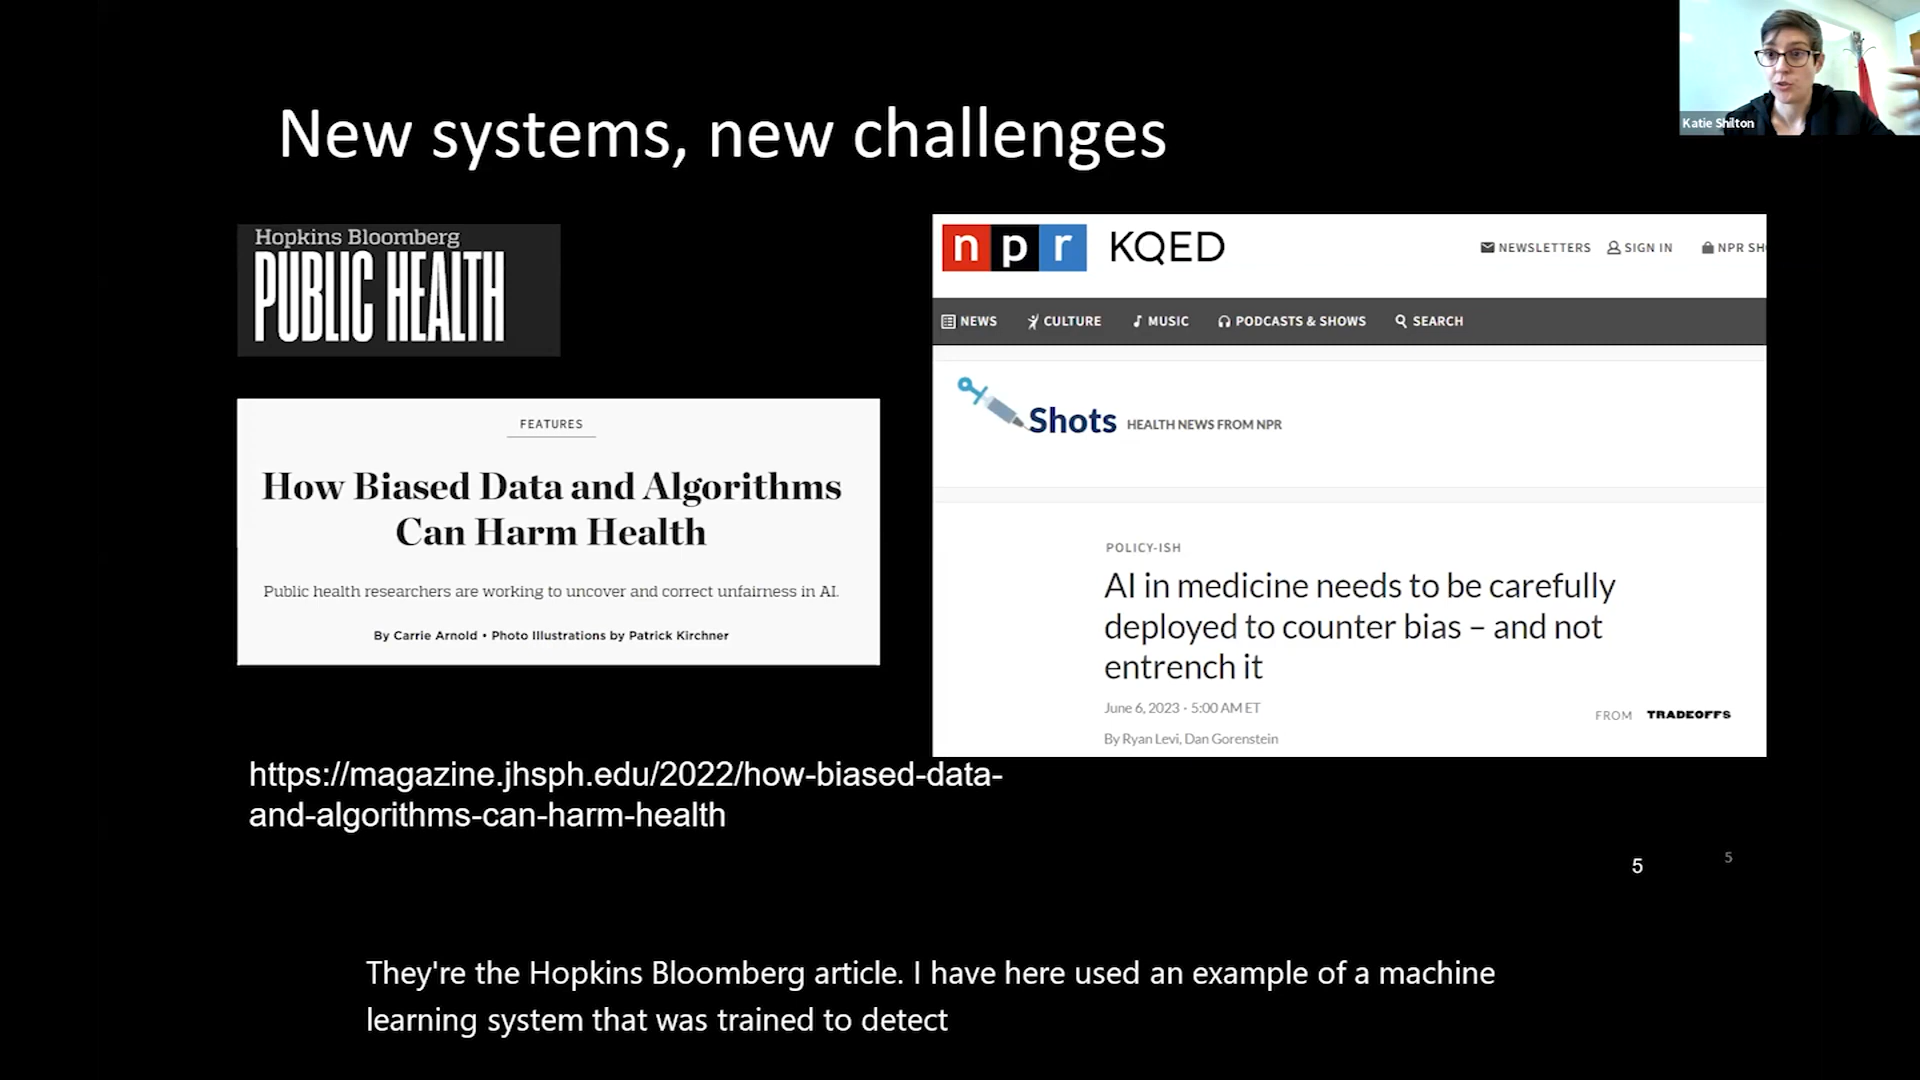 New systems, new challenges
Katie Shilton
Hopkins Bloomberg
PUBLIC HEALTH
FEATURES
How Biased Data and Algorithms
Can Harm Health
Public health researchers are working to uncover and correct unfairness in AI.
By Carrie Arnold • Photo Illustrations by Patrick Kirchner
https://magazine.jhsph.edu/2022/how-biased-data-
and-algorithms-can-harm-health
npr KQED
NEWSLETTERS SIGN IN NPR SH
NEWS CULTURE MUSIC PODCASTS & SHOWS SEARCH
Shots HEALTH NEWS FROM NPR
POLICY-ISH
AI in medicine needs to be carefully
deployed to counter bias – and not
entrench it
June 6, 2023 · 5:00 AM ET
FROM TRADEOFFS
By Ryan Levi, Dan Gorenstein
5
5
They're the Hopkins Bloomberg article. I have here used an example of a machine
learning system that was trained to detect